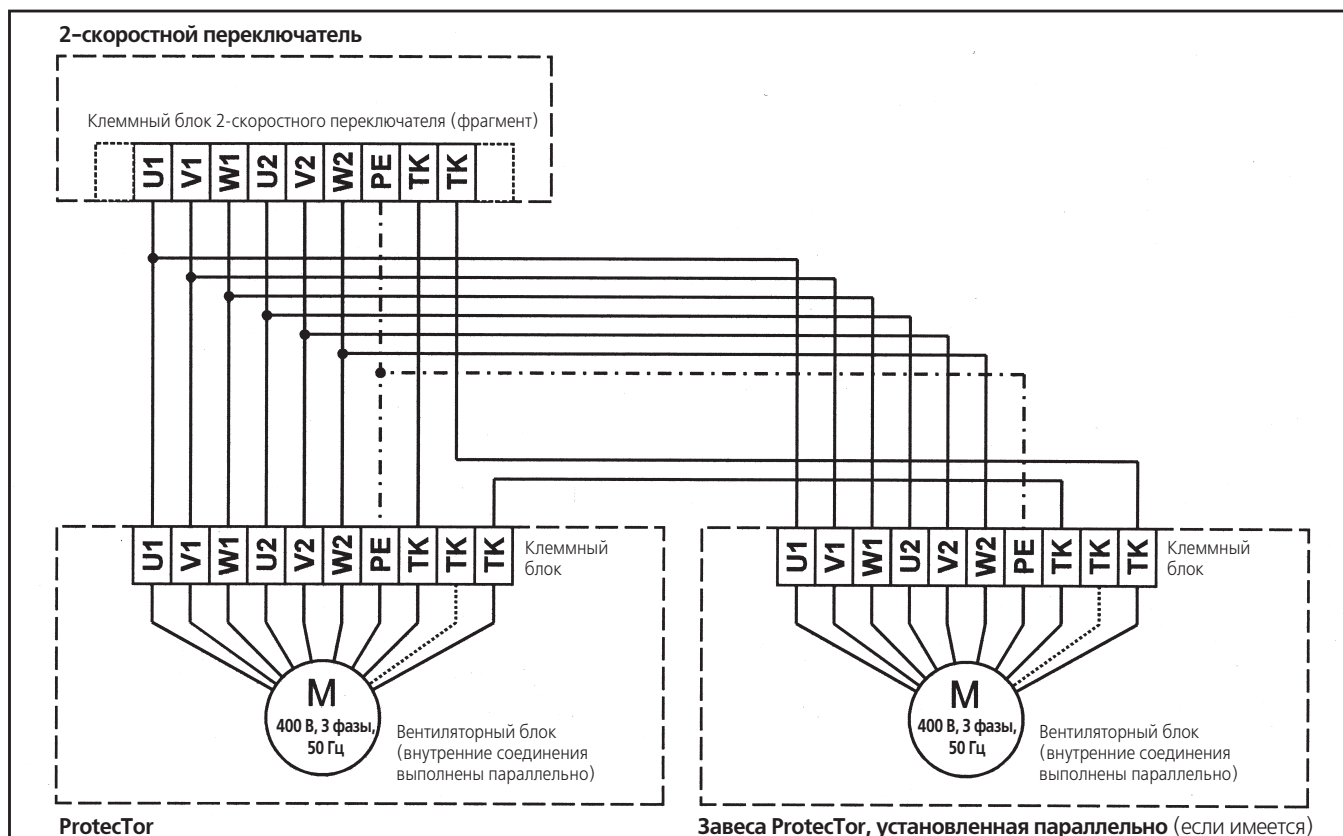 2–скоростной переключатель
Клеммный блок 2-скоростного переключателя (фрагмент)
U1 V1 W1 U2 V2 W2 PE TK TK
U1 V1 W1 U2 V2 W2 PE TK TK TK
Клеммный
блок
U1 V1 W1 U2 V2 W2 PE TK TK TK
Клеммный
блок
M
400 В, 3 фазы,
50 Гц
Вентиляторный блок
(внутренние соединения
выполнены параллельно)
M
400 В, 3 фазы,
50 Гц
Вентиляторный блок
(внутренние соединения
выполнены параллельно)
ProtecTor
Завеса ProtecTor, установленная параллельно (если имеется)